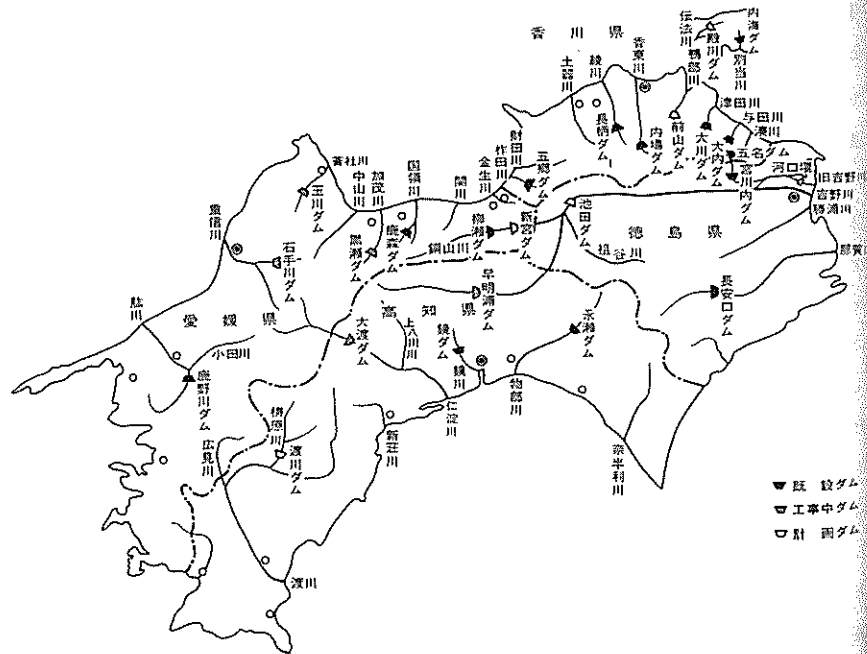 香川県
伝法川
殿川ダム
内海ダム
別当川
鴨部川
香東川
綾川
土器川
津田川
与田川
湊川
長柄ダム
内場ダム
前山ダム
大川ダム
大内ダム
五名ダム
宮川内ダム
河口堰
旧吉野川
吉野川
勝浦川
那賀川
財田川
柞田川
金生川
五郷ダム
関川
国領川
加茂川
中山川
蒼社川
玉川ダム
重信川
石手川ダム
黒瀬ダム
鹿森ダム
銅山川
柳瀬ダム
新宮ダム
池田ダム
祖谷川
徳島県
早明浦ダム
長安口ダム
高知県
永瀬ダム
肱川
愛媛県
小田川
鹿野川ダム
大渡ダム
上八川川
鏡ダム
鏡川
物部川
仁淀川
新荘川
奈半利川
梼原川
広見川
渡川ダム
渡川
既設ダム
工事中ダム
計画ダム